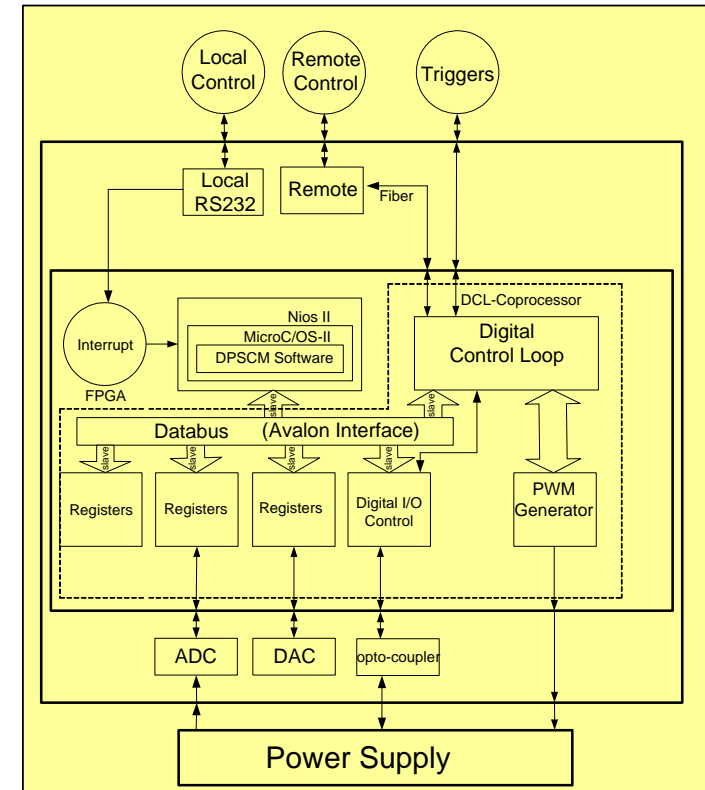 Local
Control
Remote
Control
Triggers
Local
RS232
Remote
Fiber
DCL-Coprocessor
Nios II
MicroC/OS-II
DPSCM Software
Interrupt
FPGA
Digital
Control Loop
slave
slave
Databus (Avalon Interface)
slave
slave
slave
slave
Registers
Registers
Registers
Digital I/O
Control
PWM
Generator
ADC
DAC
opto-coupler
Power Supply